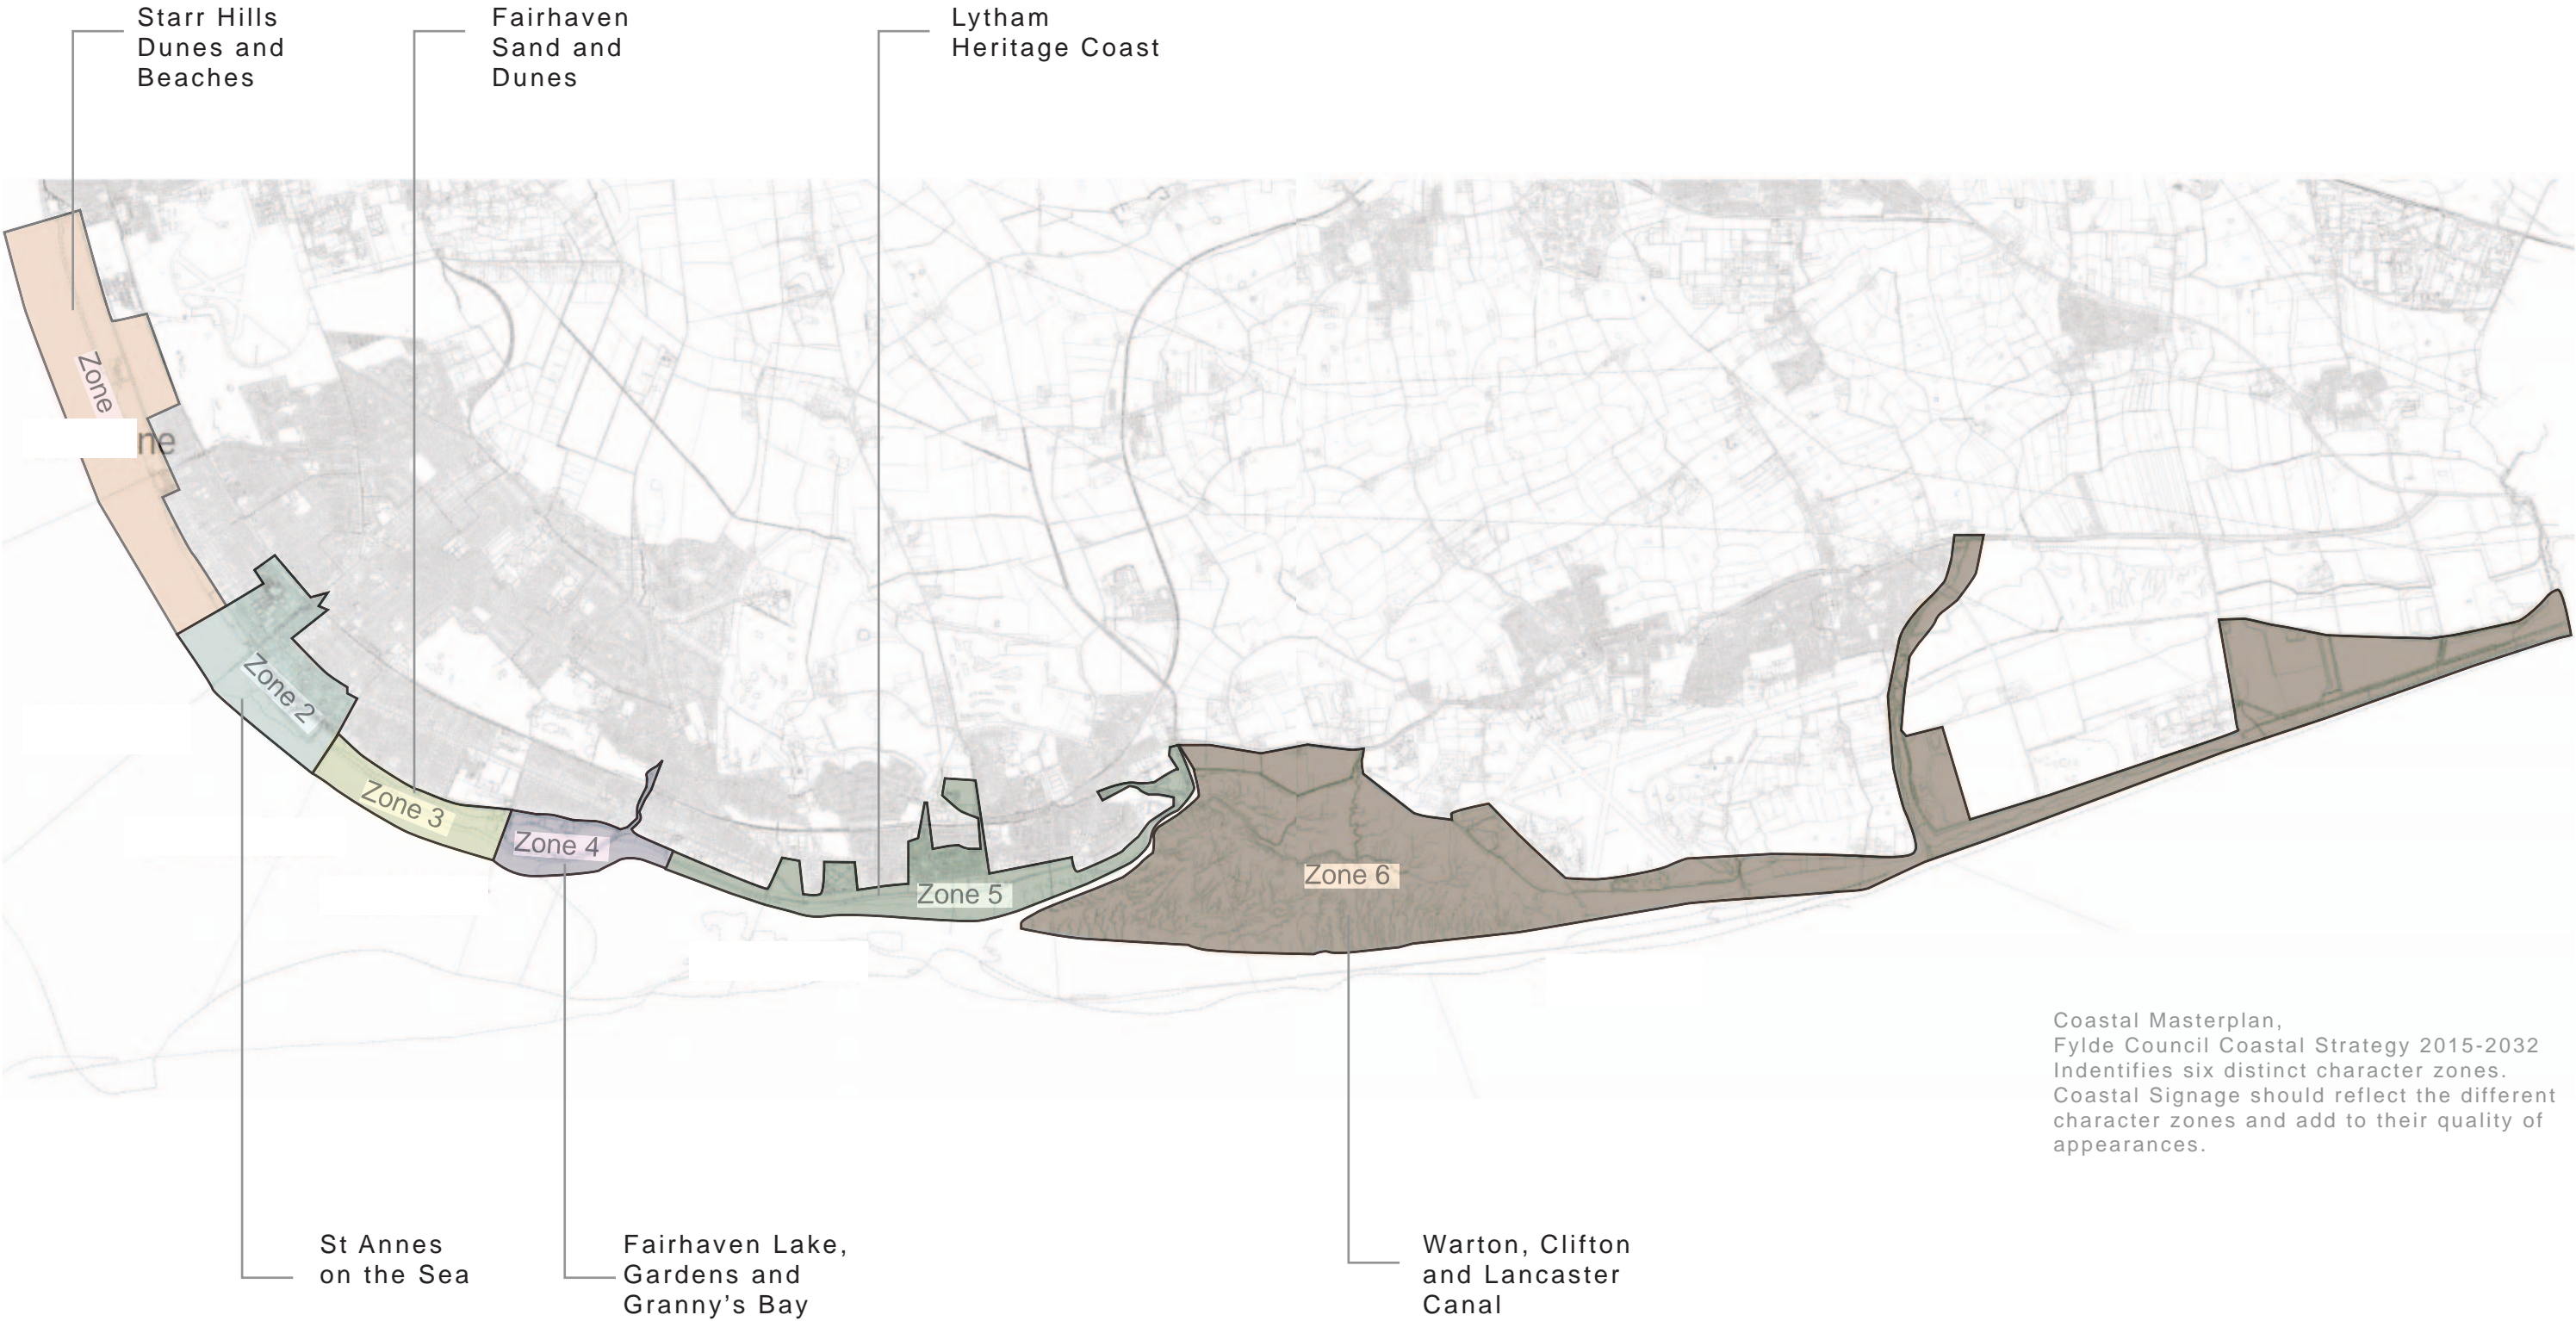 Starr Hills
Dunes and
Beaches
Fairhaven
Sand and
Dunes
Lytham
Heritage Coast
Zone
ne
Zone 2
Zone 3
Zone 4
Zone 5
Zone 6
Coastal Masterplan,
Fylde Council Coastal Strategy 2015-2032
Indentifies six distinct character zones.
Coastal Signage should reflect the different
character zones and add to their quality of
appearances.
St Annes
on the Sea
Fairhaven Lake,
Gardens and
Granny’s Bay
Warton, Clifton
and Lancaster
Canal